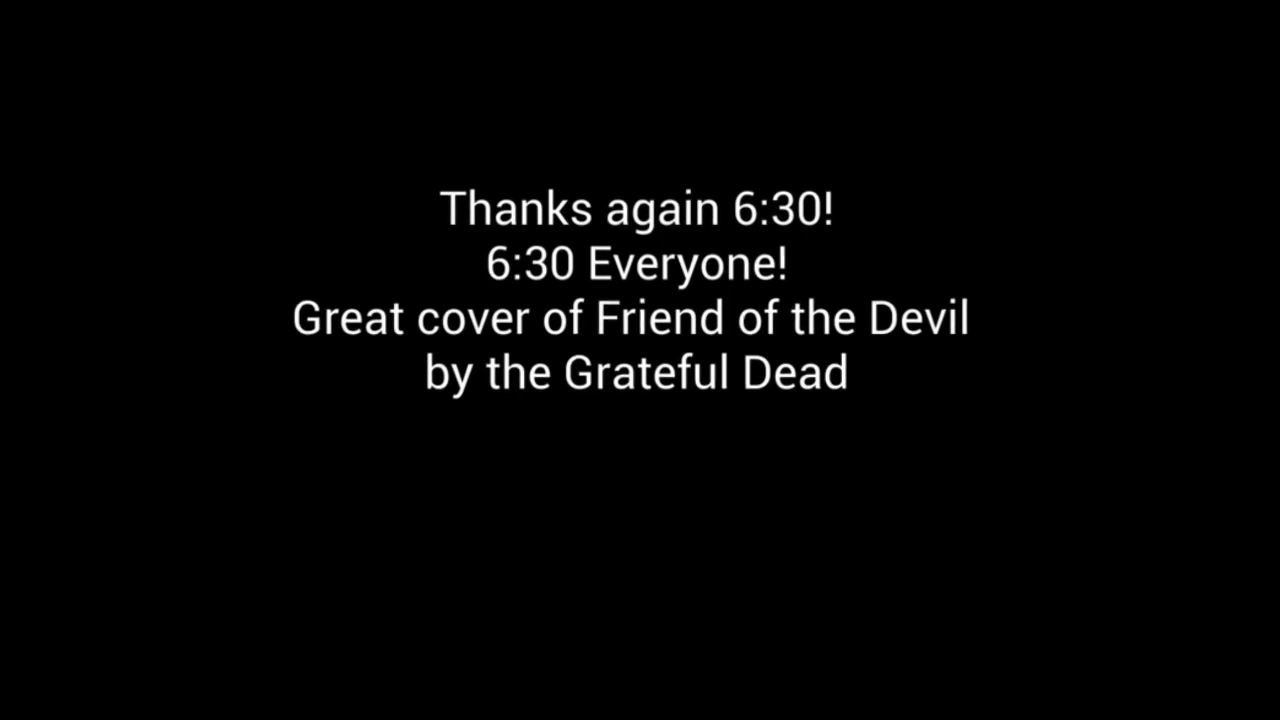 Thanks again 6:30!
6:30 Everyone!
Great cover of Friend of the Devil
by the Grateful Dead